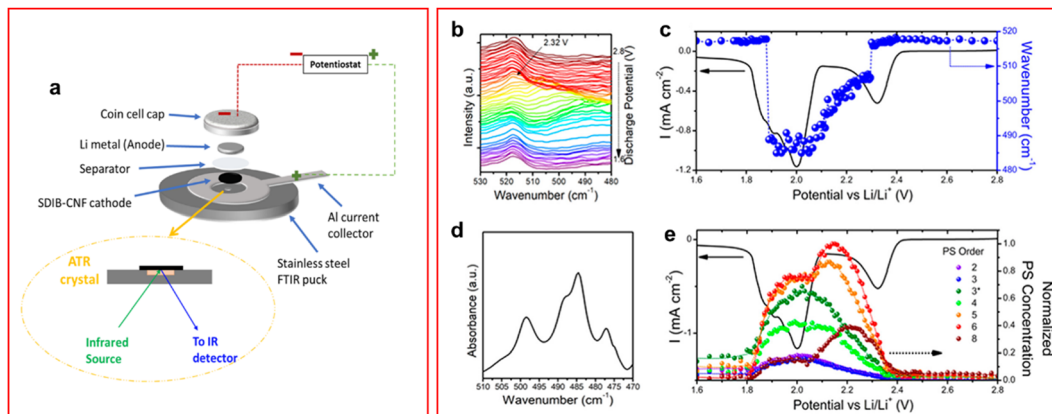 a
Potentiostat
Coin cell cap
Li metal (Anode)
Separator
SDIB-CNF cathode
Al current
collector
Stainless steel
FTIR puck
ATR
crystal
Infrared
Source
To IR
detector
b
2.32 V
2.8
Intensity (a.u.)
Discharge Potential (V)
530 520 510 500 490 480
Wavenumber (cm-1)
c
I (mA cm-2)
0.0
-0.4
-0.8
-1.2
520
510
500
490
480
Wavenumber (cm-1)
1.6 1.8 2.0 2.2 2.4 2.6 2.8
Potential vs Li/Li+ (V)
d
Absorbance (a.u.)
510 505 500 495 490 485 480 475 470
Wavenumber (cm-1)
e
I (mA cm-2)
0
-1
PS Order
2
3
3*
4
5
6
8
1.0
0.8
0.6
0.4
0.2
0.0
Normalized
PS Concentration
1.6 1.8 2.0 2.2 2.4 2.6 2.8
Potential vs Li/Li+ (V)